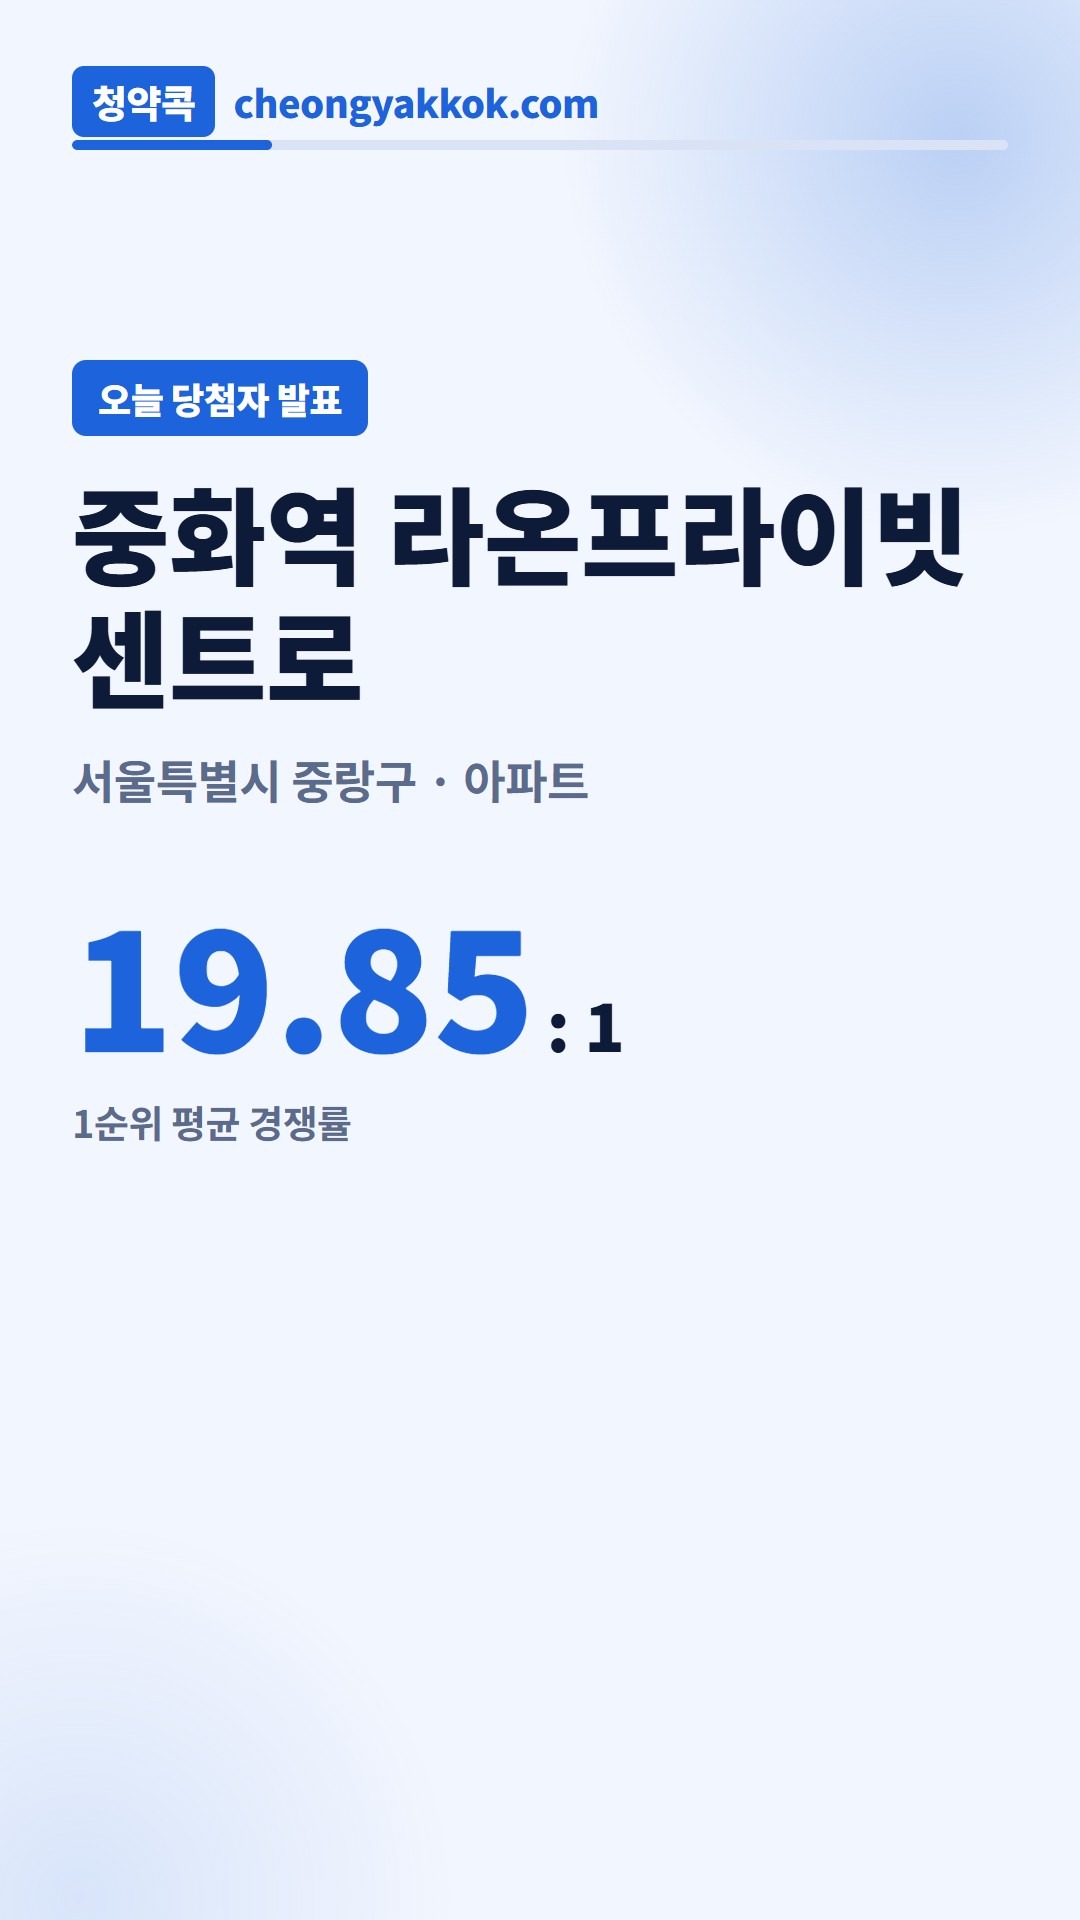 청약콕 cheongyakkok.com
오늘 당첨자 발표
중화역 라온프라이빗
센트로
서울특별시 중랑구 · 아파트
19.85 : 1
1순위 평균 경쟁률